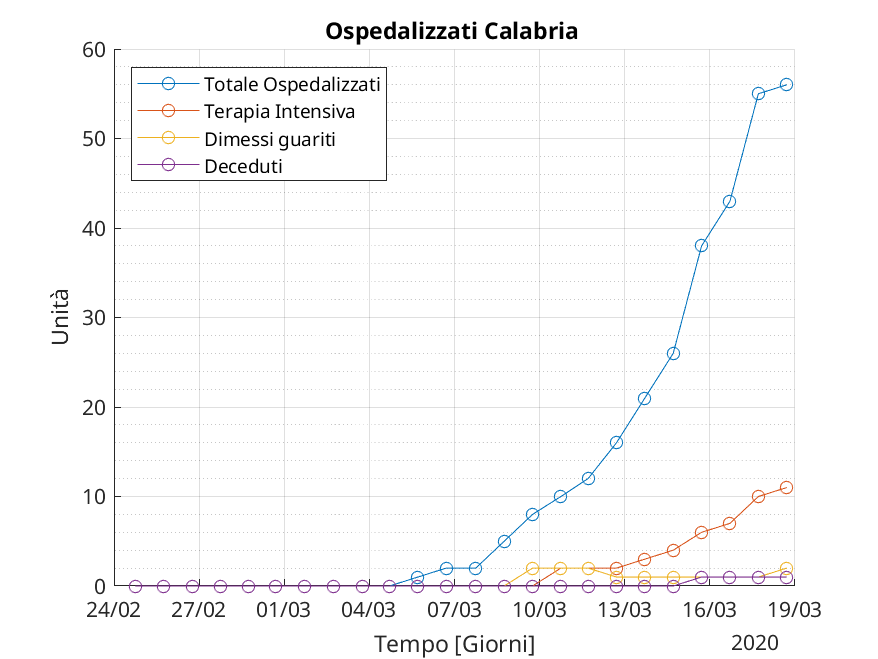 Ospedalizzati Calabria
60
50
40
30
20
10
0
Unità
Totale Ospedalizzati
Terapia Intensiva
Dimessi guariti
Deceduti
24/02 27/02 01/03 04/03 07/03 10/03 13/03 16/03 19/03
Tempo [Giorni]
2020